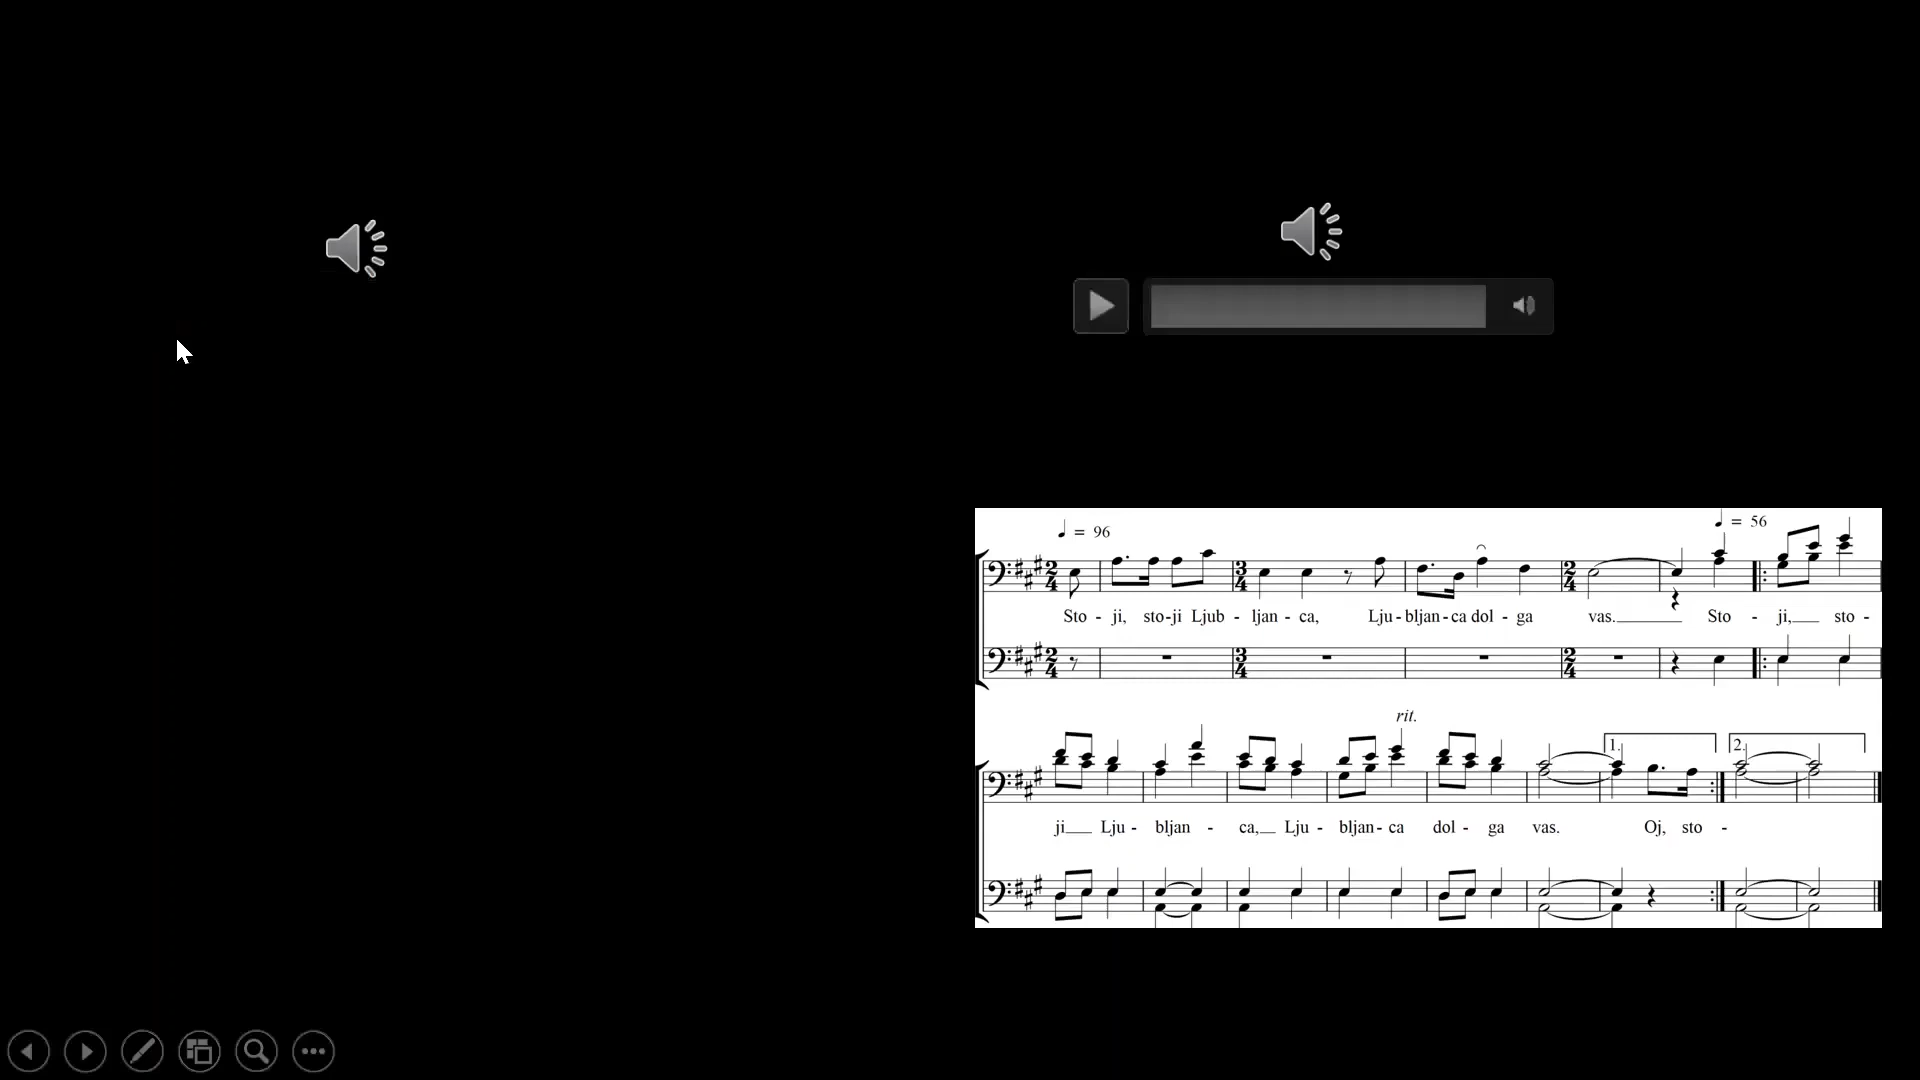 ♩ = 96
♩ = 56
Sto - ji, sto-ji Ljub - ljan - ca, Lju - bljan - ca dol - ga vas. Sto - ji, sto -
rit.
1. 2.
ji Lju - bljan - ca, Lju - bljan - ca dol - ga vas. Oj, sto -